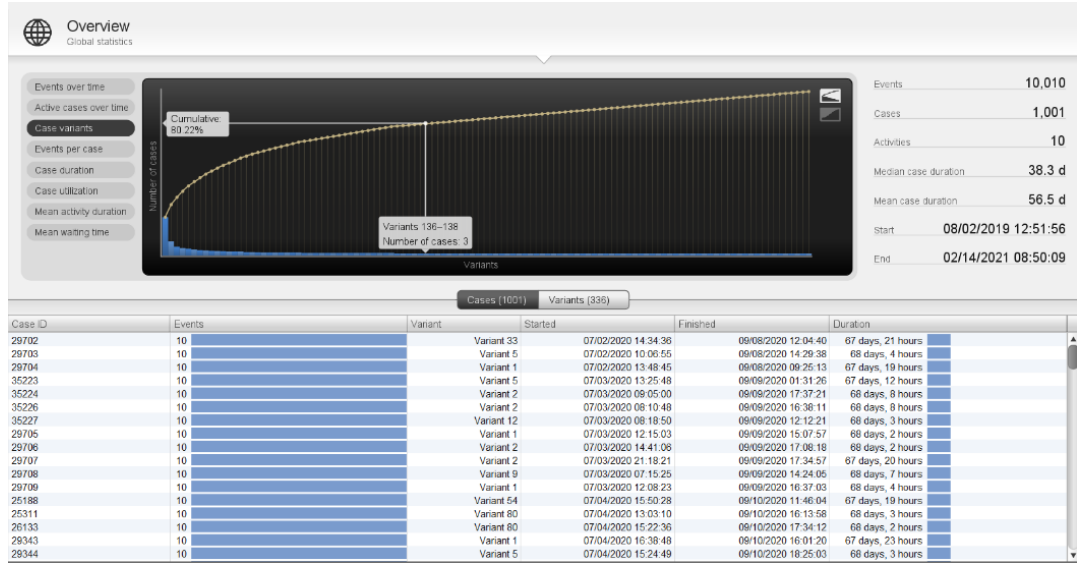 Overview
Global statistics
Events over time
Active cases over time
Case variants
Events per case
Case duration
Case utilization
Mean activity duration
Mean waiting time
Number of cases
Cumulative:
80.22%
Variants 136–138
Number of cases: 3
Variants
Events 10,010
Cases 1,001
Activities 10
Median case duration 38.3 d
Mean case duration 56.5 d
Start 08/02/2019 12:51:56
End 02/14/2021 08:50:09
Cases (1001) Variants (336)
Case ID Events Variant Started Finished Duration
29702 10 Variant 33 07/02/2020 14:34:36 09/08/2020 12:04:40 67 days, 21 hours
29703 10 Variant 5 07/02/2020 10:06:55 09/08/2020 14:29:38 68 days, 4 hours
29704 10 Variant 1 07/02/2020 13:48:45 09/08/2020 09:25:13 67 days, 19 hours
35223 10 Variant 5 07/03/2020 13:25:48 09/09/2020 01:31:26 67 days, 12 hours
35224 10 Variant 2 07/03/2020 09:05:00 09/09/2020 17:37:21 68 days, 8 hours
35226 10 Variant 2 07/03/2020 08:10:48 09/09/2020 16:38:11 68 days, 8 hours
35227 10 Variant 12 07/03/2020 08:18:50 09/09/2020 12:12:21 68 days, 3 hours
29705 10 Variant 1 07/03/2020 12:15:03 09/09/2020 15:07:57 68 days, 2 hours
29706 10 Variant 2 07/03/2020 14:41:06 09/09/2020 17:08:18 68 days, 2 hours
29707 10 Variant 2 07/03/2020 21:18:21 09/09/2020 17:34:57 67 days, 20 hours
29708 10 Variant 9 07/03/2020 07:15:25 09/09/2020 14:24:05 68 days, 7 hours
29709 10 Variant 1 07/03/2020 12:08:23 09/09/2020 16:37:03 68 days, 4 hours
25188 10 Variant 54 07/04/2020 15:50:28 09/10/2020 11:46:04 67 days, 19 hours
25311 10 Variant 80 07/04/2020 13:03:10 09/10/2020 16:13:58 68 days, 3 hours
26133 10 Variant 80 07/04/2020 15:22:36 09/10/2020 17:34:12 68 days, 2 hours
29343 10 Variant 1 07/04/2020 16:38:48 09/10/2020 16:01:20 67 days, 23 hours
29344 10 Variant 5 07/04/2020 15:24:49 09/10/2020 18:25:03 68 days, 3 hours